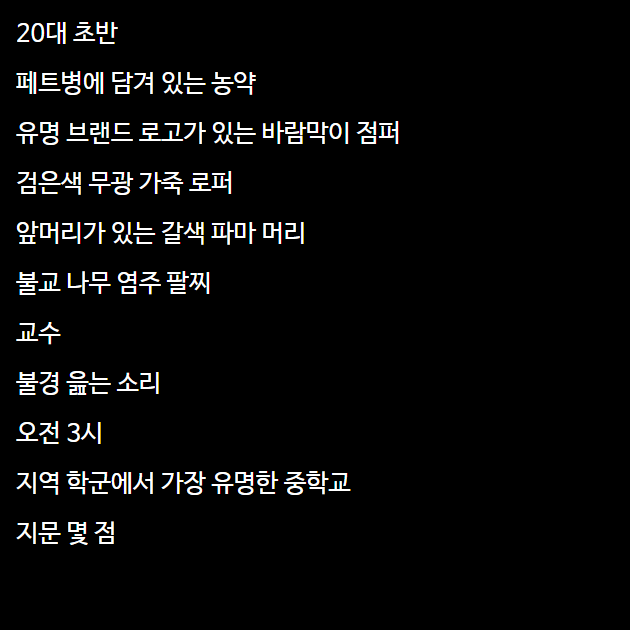 20대 초반
페트병에 담겨 있는 농약
유명 브랜드 로고가 있는 바람막이 점퍼
검은색 무광 가죽 로퍼
앞머리가 있는 갈색 파마 머리
불교 나무 염주 팔찌
교수
불경 읊는 소리
오전 3시
지역 학군에서 가장 유명한 중학교
지문 몇 점